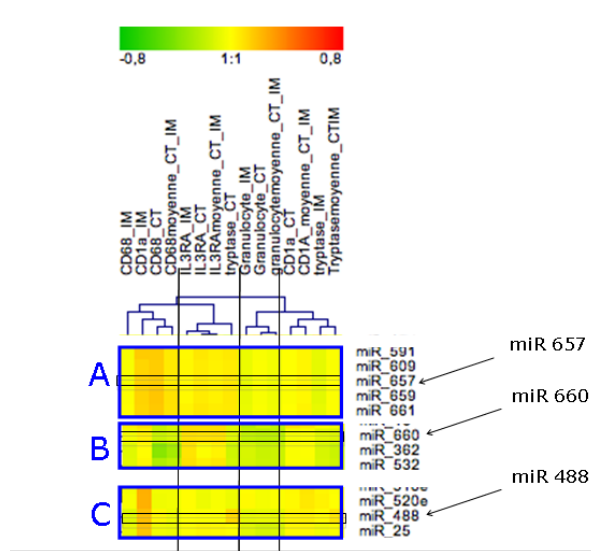 -0,8 1:1 0,8
CD68_IM
CD1a_IM
CD68_CT
CD68moyenne_CT_IM
IL3RA_IM
IL3RA_CT
IL3RAmoyenne_CT_IM
tryptase_CT
Granulocyte_IM
Granulocyte_CT
granulocytemoyenne_CT_IM
CD1a_CT
CD1A_moyenne_CT_IM
tryptase_IM
Tryptasemoyenne_CTIM
A
miR_591
miR_609
miR_657
miR_659
miR_661
miR 657
B
miR_660
miR_362
miR_532
miR 660
C
miR_520e
miR_488
miR_25
miR 488